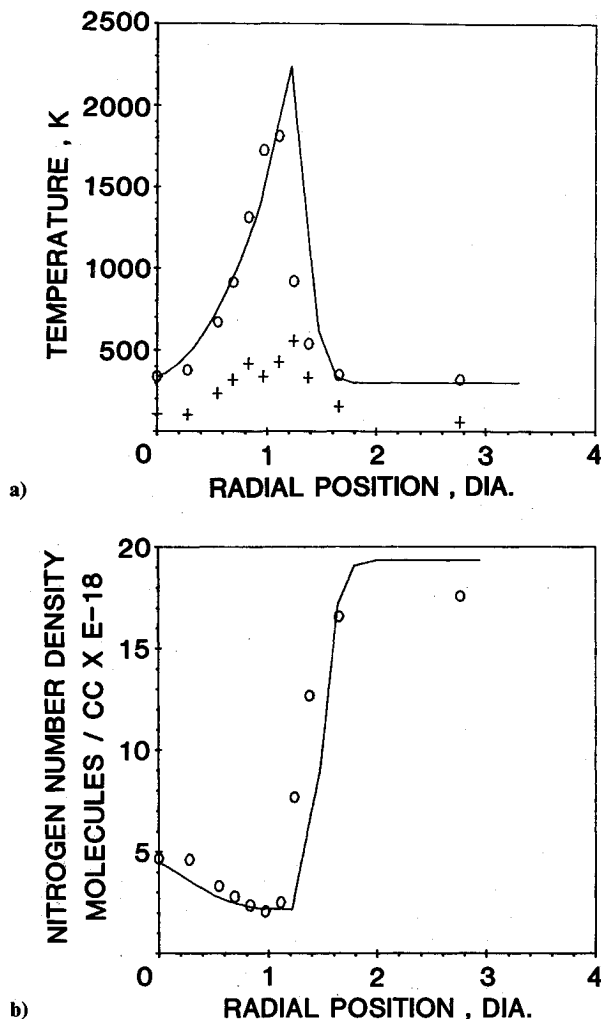 2500
2000
1500
1000
500
TEMPERATURE , K
0 1 2 3 4
a)
RADIAL POSITION , DIA.
20
15
10
5
NITROGEN NUMBER DENSITY
MOLECULES / CC X E-18
0 1 2 3 4
b)
RADIAL POSITION , DIA.